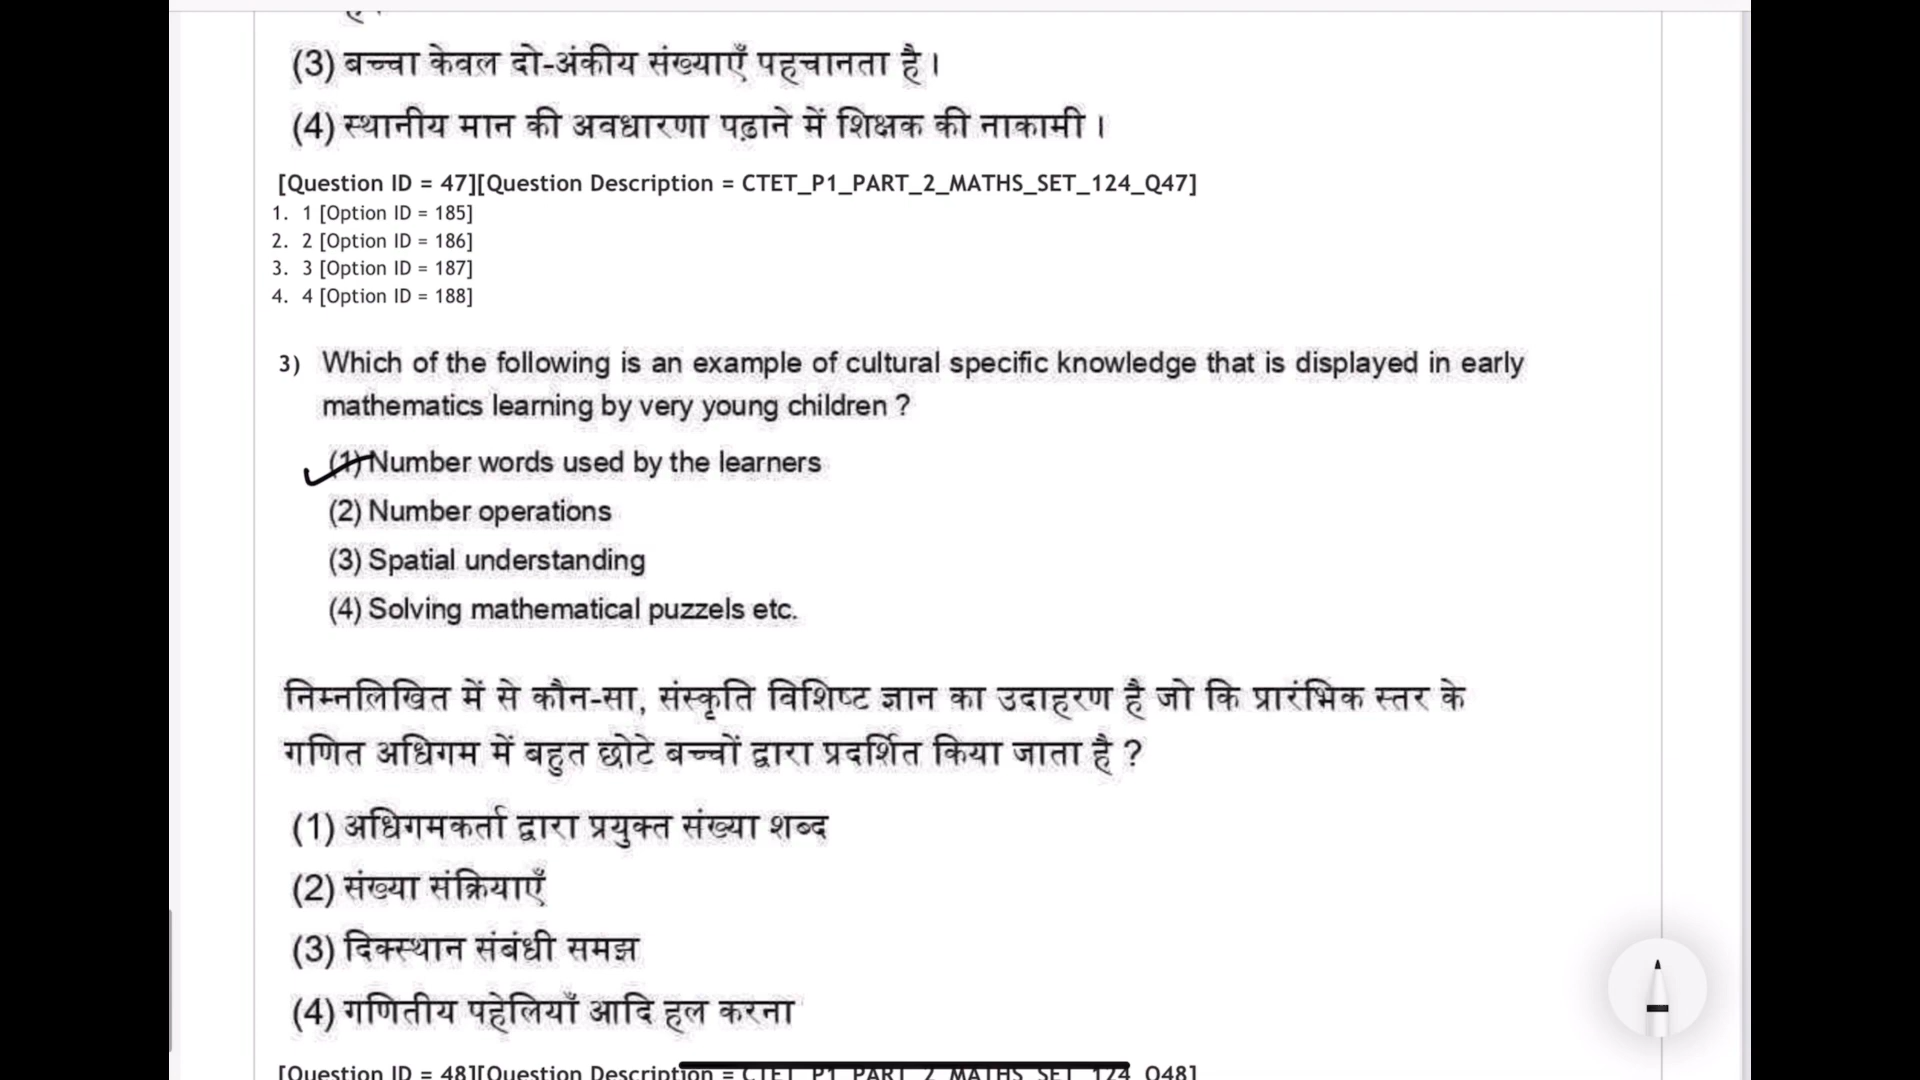 (3) बच्चा केवल दो-अंकीय संख्याएँ पहचानता है।
(4) स्थानीय मान की अवधारणा पढ़ाने में शिक्षक की नाकामी।
[Question ID = 47][Question Description = CTET_P1_PART_2_MATHS_SET_124_Q47]
1. 1 [Option ID = 185]
2. 2 [Option ID = 186]
3. 3 [Option ID = 187]
4. 4 [Option ID = 188]
3) Which of the following is an example of cultural specific knowledge that is displayed in early
mathematics learning by very young children ?
(1) Number words used by the learners
(2) Number operations
(3) Spatial understanding
(4) Solving mathematical puzzels etc.
निम्नलिखित में से कौन-सा, संस्कृति विशिष्ट ज्ञान का उदाहरण है जो कि प्रारंभिक स्तर के
गणित अधिगम में बहुत छोटे बच्चों द्वारा प्रदर्शित किया जाता है ?
(1) अधिगमकर्ता द्वारा प्रयुक्त संख्या शब्द
(2) संख्या संक्रियाएँ
(3) दिक्स्थान संबंधी समझ
(4) गणितीय पहेलियाँ आदि हल करना
[Question ID = 48][Question Description = CTET_P1_PART_2_MATHS_SET_124_Q48]